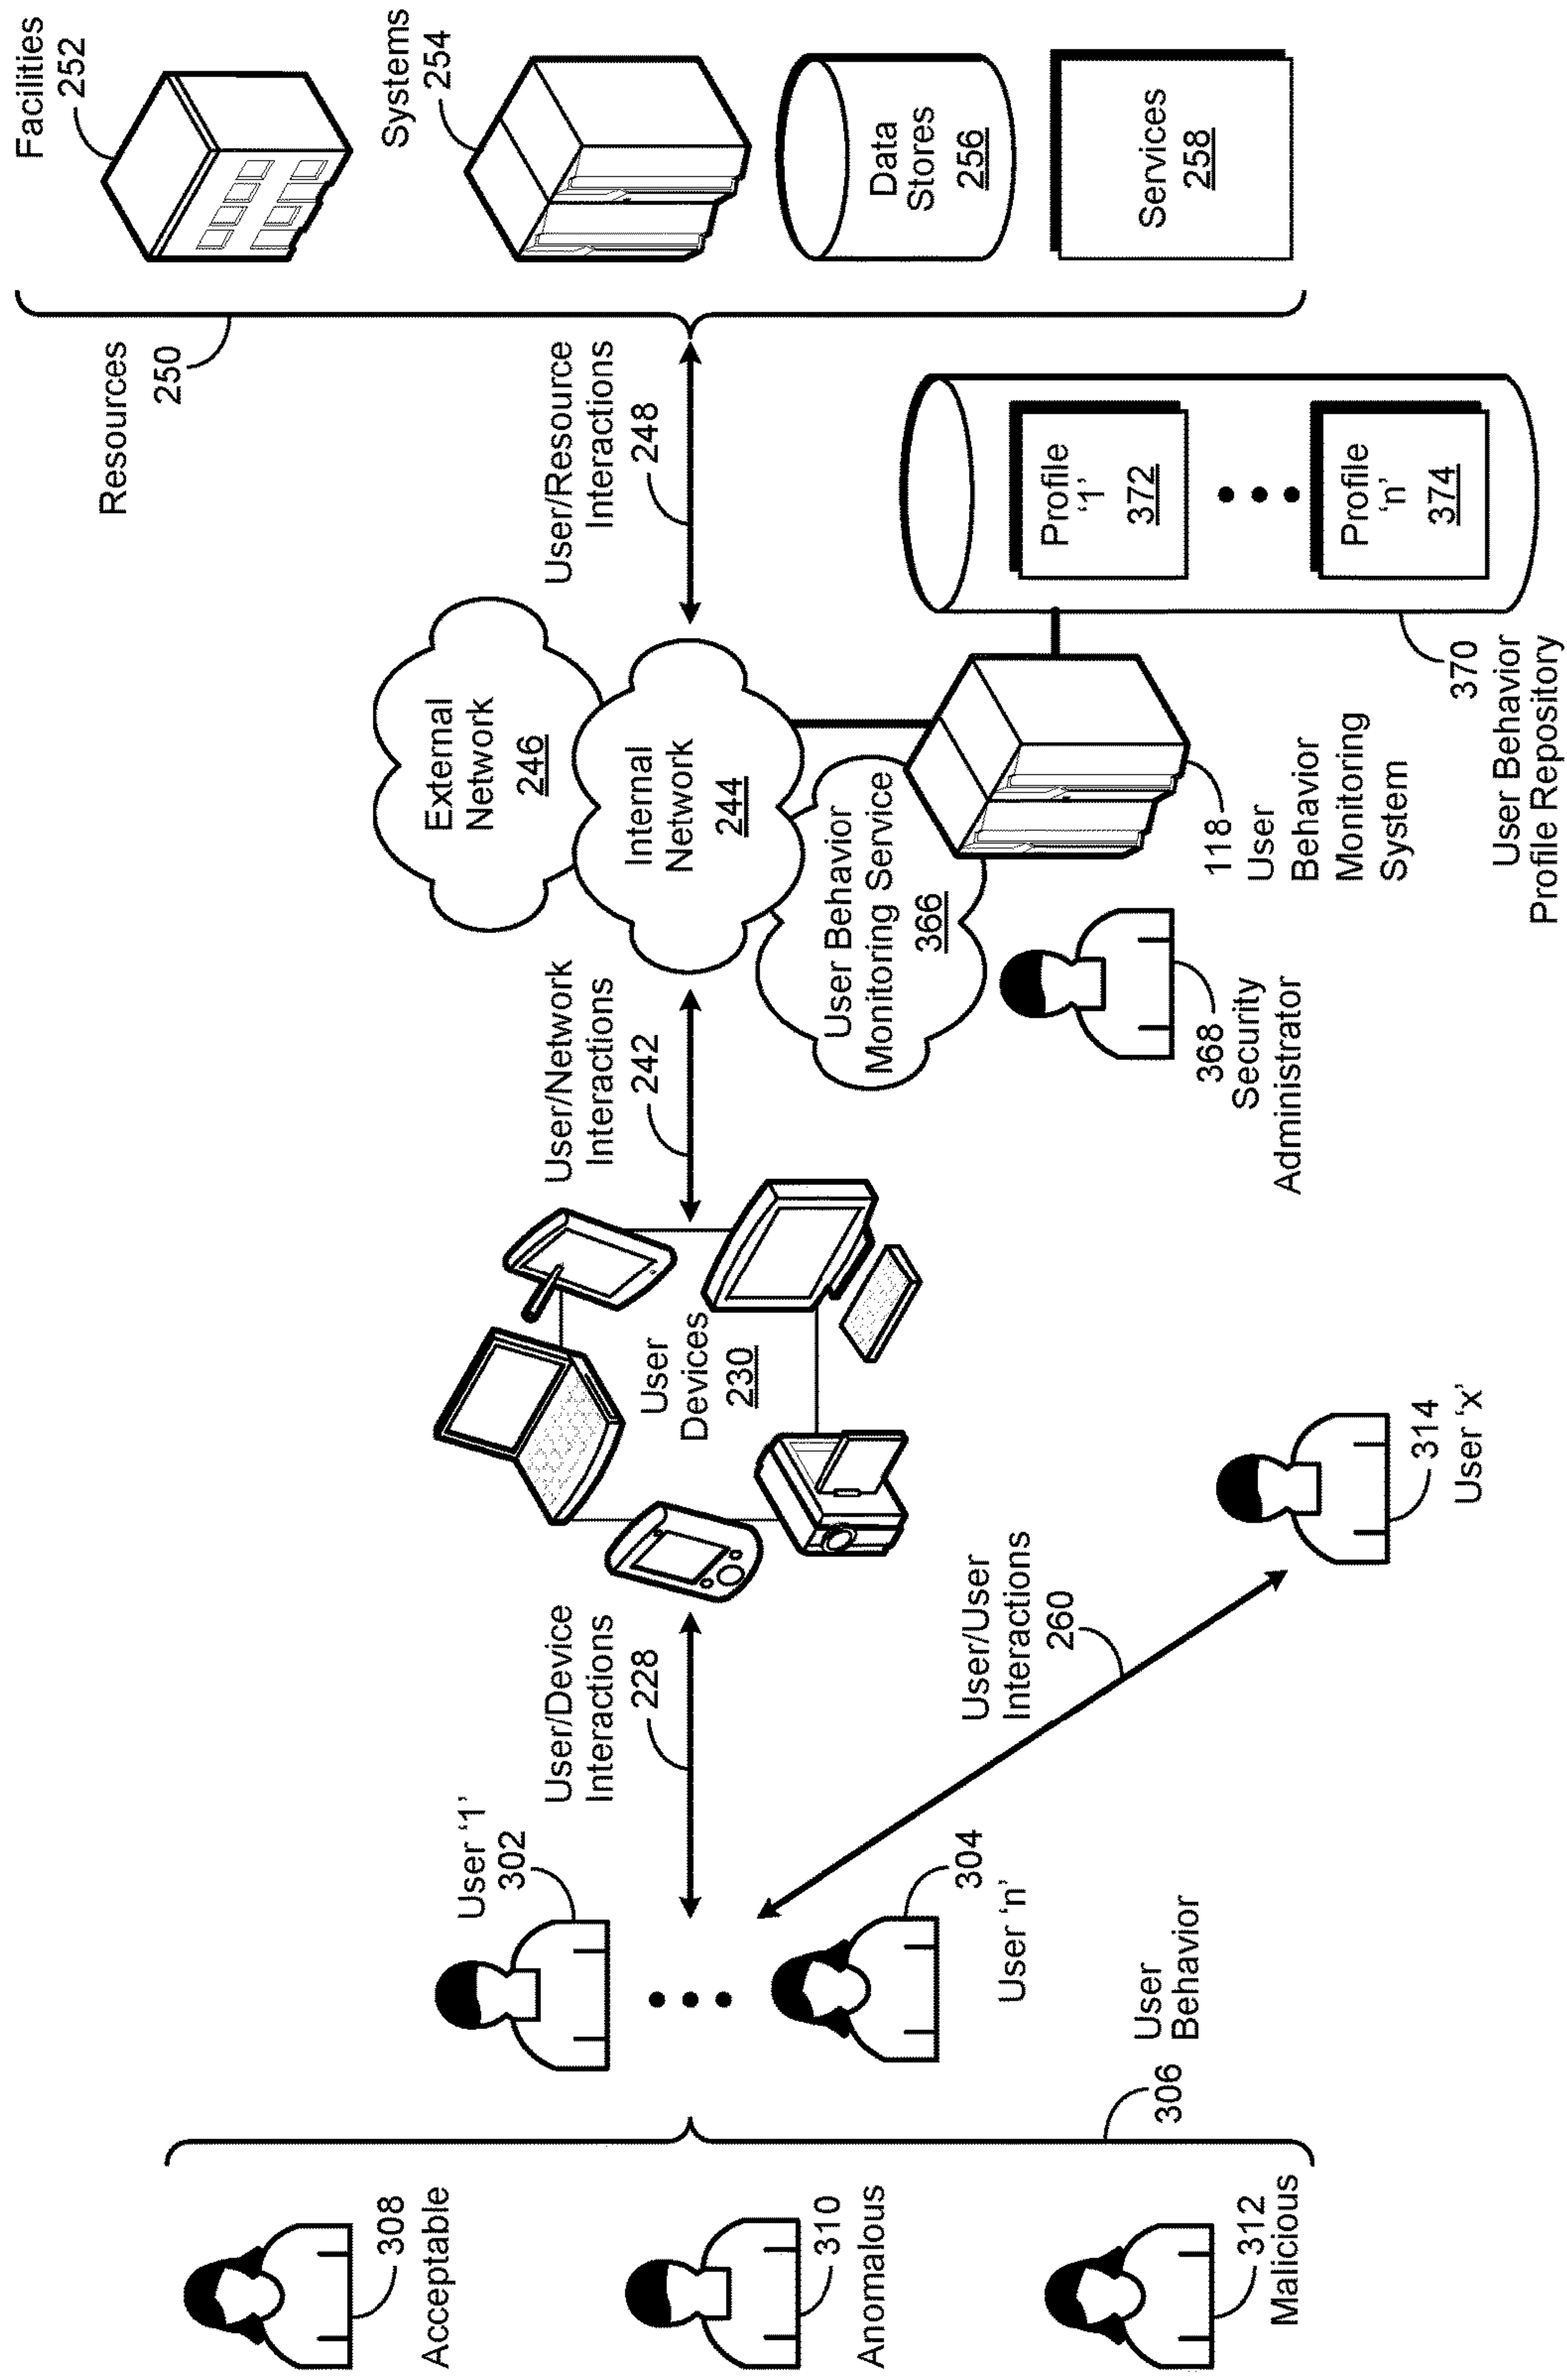 308
Acceptable
310
Anomalous
312
Malicious
306
User
Behavior
User ‘1’
302
304
User ‘n’
User/Device
Interactions
228
User/User
Interactions
260
314
User ‘x’
User
Devices
230
User/Network
Interactions
242
External
Network
246
Internal
Network
244
User Behavior
Monitoring Service
366
368
Security
Administrator
118
User
Behavior
Monitoring
System
User/Resource
Interactions
248
Profile
‘1’
372
Profile
‘n’
374
370
User Behavior
Profile Repository
Resources
250
Facilities
252
Systems
254
Data
Stores
256
Services
258